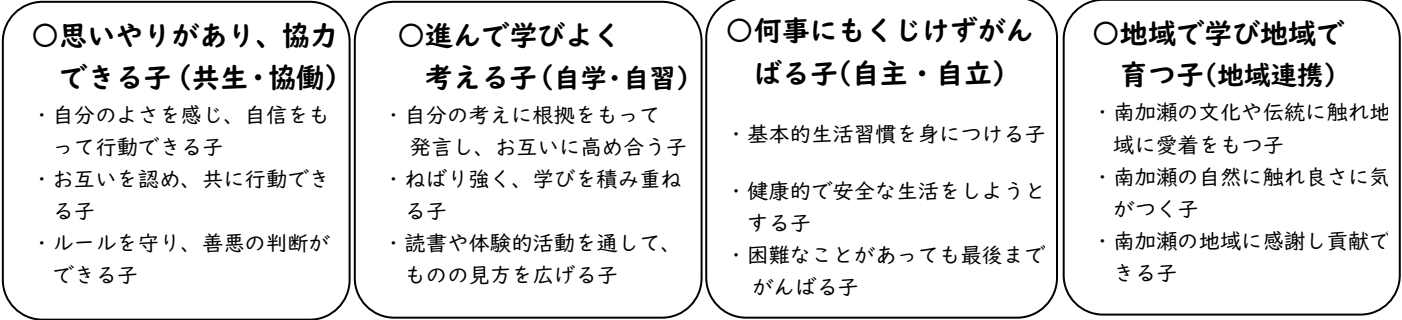 ○思いやりがあり、協力
できる子（共生・協働）
・自分のよさを感じ、自信をも
って行動できる子
・お互いを認め、共に行動でき
る子
・ルールを守り、善悪の判断が
できる子
○進んで学びよく
考える子（自学・自習）
・自分の考えに根拠をもって
発言し、お互いに高め合う子
・ねばり強く、学びを積み重ね
る子
・読書や体験的活動を通して、
ものの見方を広げる子
○何事にもくじけずがん
ばる子（自主・自立）
・基本的生活習慣を身につける子
・健康的で安全な生活をしようと
する子
・困難なことがあっても最後まで
がんばる子
○地域で学び地域で
育つ子（地域連携）
・南加瀬の文化や伝統に触れ地
域に愛着をもつ子
・南加瀬の自然に触れ良さに気
がつく子
・南加瀬の地域に感謝し貢献で
きる子